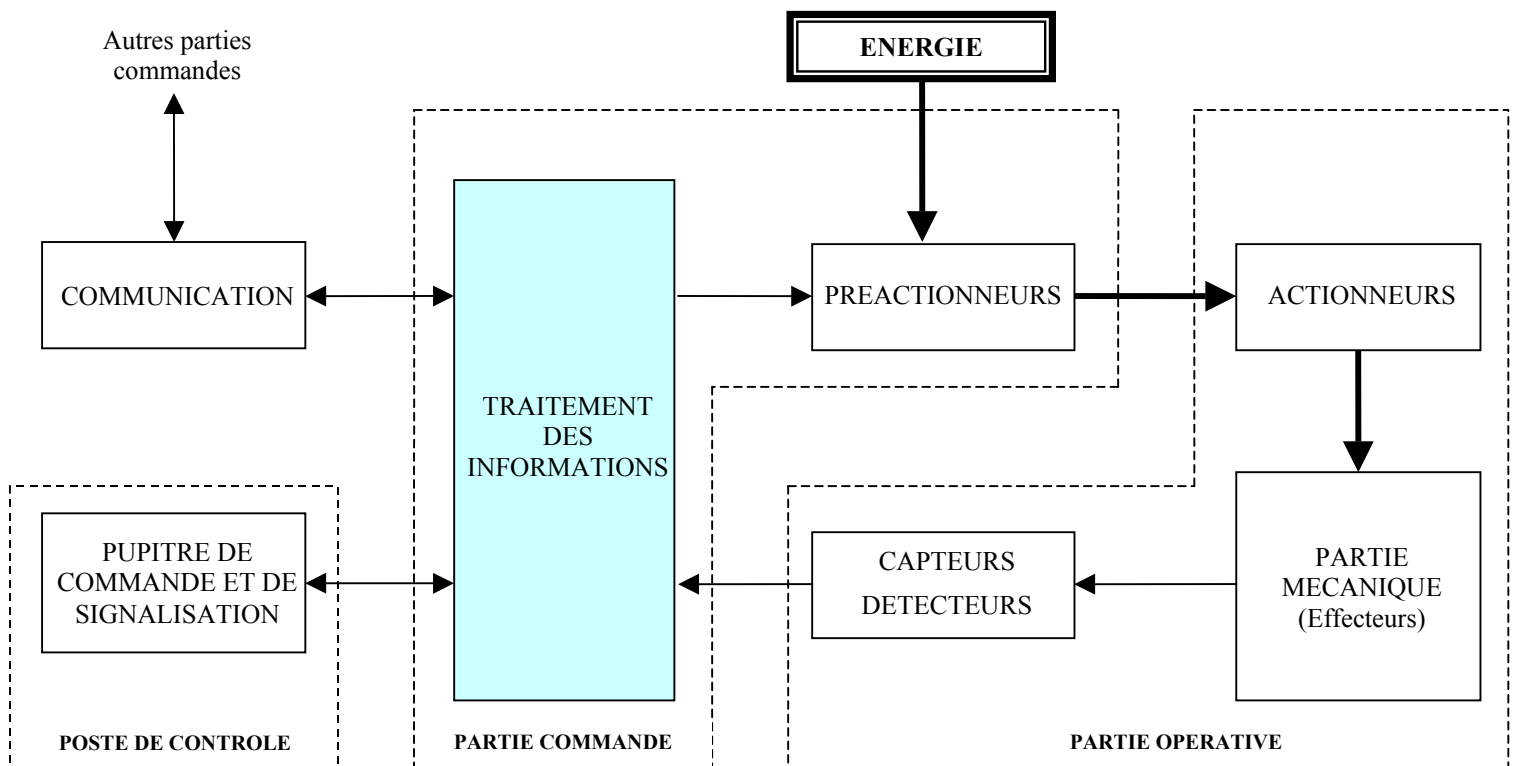 Autres parties
commandes
ENERGIE
COMMUNICATION
TRAITEMENT
DES
INFORMATIONS
PREACTIONNEURS
ACTIONNEURS
PUPITRE DE
COMMANDE ET DE
SIGNALISATION
CAPTEURS
DETECTEURS
PARTIE
MECANIQUE
(Effecteurs)
POSTE DE CONTROLE
PARTIE COMMANDE
PARTIE OPERATIVE